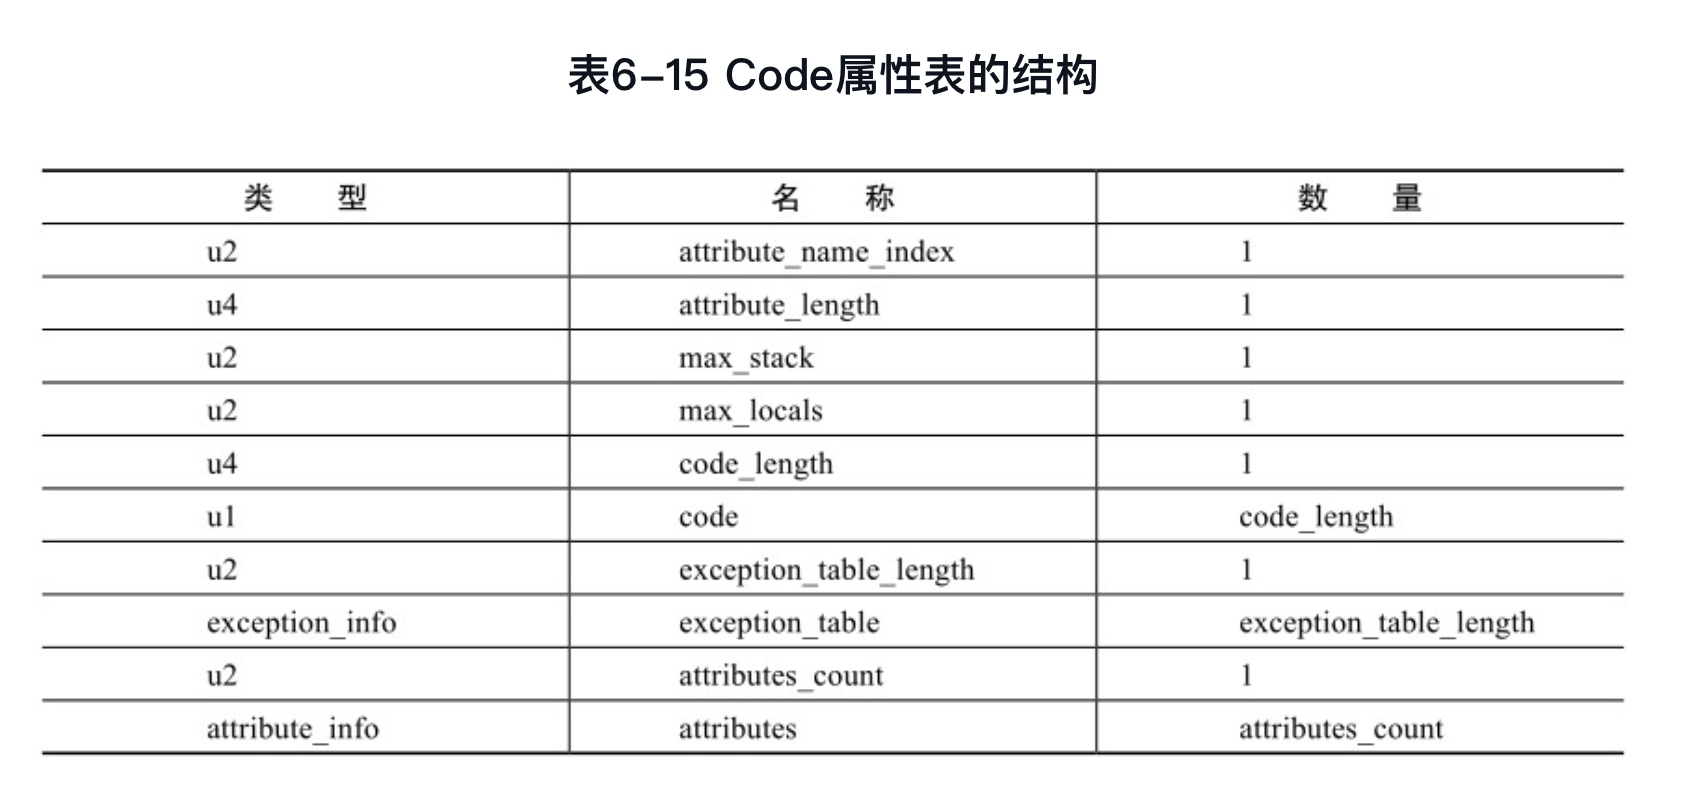 表6-15 Code属性表的结构
类 型 名 称 数 量
u2 attribute_name_index 1
u4 attribute_length 1
u2 max_stack 1
u2 max_locals 1
u4 code_length 1
u1 code code_length
u2 exception_table_length 1
exception_info exception_table exception_table_length
u2 attributes_count 1
attribute_info attributes attributes_count